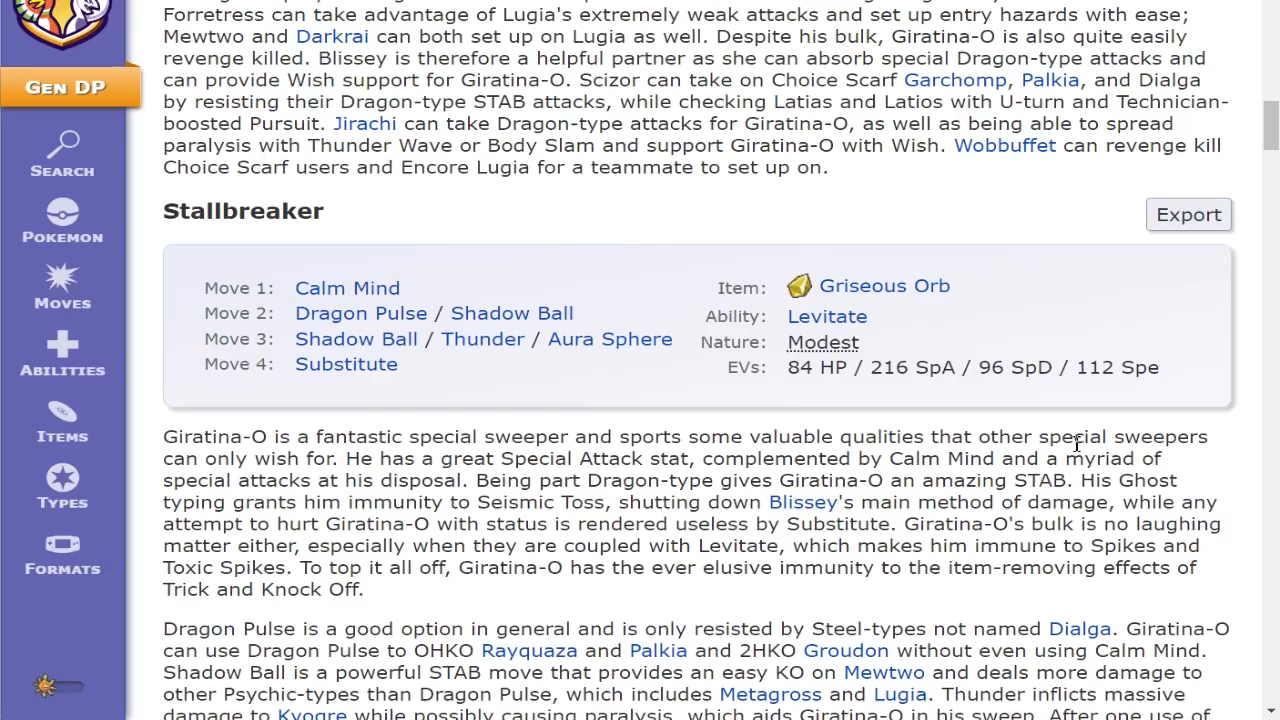 Forretress can take advantage of Lugia's extremely weak attacks and set up entry hazards with ease;
Mewtwo and Darkrai can both set up on Lugia as well. Despite his bulk, Giratina-O is also quite easily
revenge killed. Blissey is therefore a helpful partner as she can absorb special Dragon-type attacks and
can provide Wish support for Giratina-O. Scizor can take on Choice Scarf Garchomp, Palkia, and Dialga
by resisting their Dragon-type STAB attacks, while checking Latias and Latios with U-turn and Technician-
boosted Pursuit. Jirachi can take Dragon-type attacks for Giratina-O, as well as being able to spread
paralysis with Thunder Wave or Body Slam and support Giratina-O with Wish. Wobbuffet can revenge kill
Choice Scarf users and Encore Lugia for a teammate to set up on.
GEN DP
SEARCH
POKEMON
MOVES
ABILITIES
ITEMS
TYPES
FORMATS
Stallbreaker
Export
Move 1: Calm Mind
Move 2: Dragon Pulse / Shadow Ball
Move 3: Shadow Ball / Thunder / Aura Sphere
Move 4: Substitute
Item: Griseous Orb
Ability: Levitate
Nature: Modest
EVs: 84 HP / 216 SpA / 96 SpD / 112 Spe
Giratina-O is a fantastic special sweeper and sports some valuable qualities that other special sweepers
can only wish for. He has a great Special Attack stat, complemented by Calm Mind and a myriad of
special attacks at his disposal. Being part Dragon-type gives Giratina-O an amazing STAB. His Ghost
typing grants him immunity to Seismic Toss, shutting down Blissey's main method of damage, while any
attempt to hurt Giratina-O with status is rendered useless by Substitute. Giratina-O's bulk is no laughing
matter either, especially when they are coupled with Levitate, which makes him immune to Spikes and
Toxic Spikes. To top it all off, Giratina-O has the ever elusive immunity to the item-removing effects of
Trick and Knock Off.
Dragon Pulse is a good option in general and is only resisted by Steel-types not named Dialga. Giratina-O
can use Dragon Pulse to OHKO Rayquaza and Palkia and 2HKO Groudon without even using Calm Mind.
Shadow Ball is a powerful STAB move that provides an easy KO on Mewtwo and deals more damage to
other Psychic-types than Dragon Pulse, which includes Metagross and Lugia. Thunder inflicts massive
damage to Kyogre while possibly causing paralysis, which aids Giratina-O in his sweep. After one use of